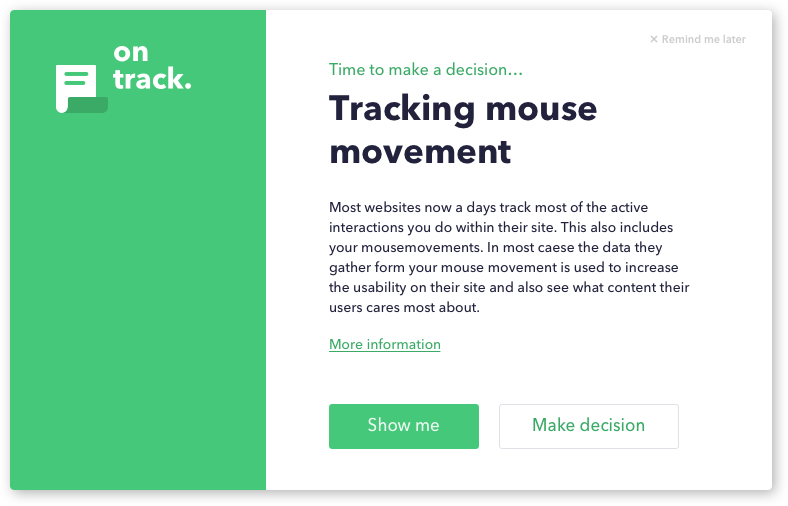 on
track.
✕ Remind me later
Time to make a decision...
Tracking mouse
movement
Most websites now a days track most of the active
interactions you do within their site. This also includes
your mousemovements. In most caese the data they
gather form your mouse movement is used to increase
the usability on their site and also see what content their
users cares most about.
More information
Show me
Make decision